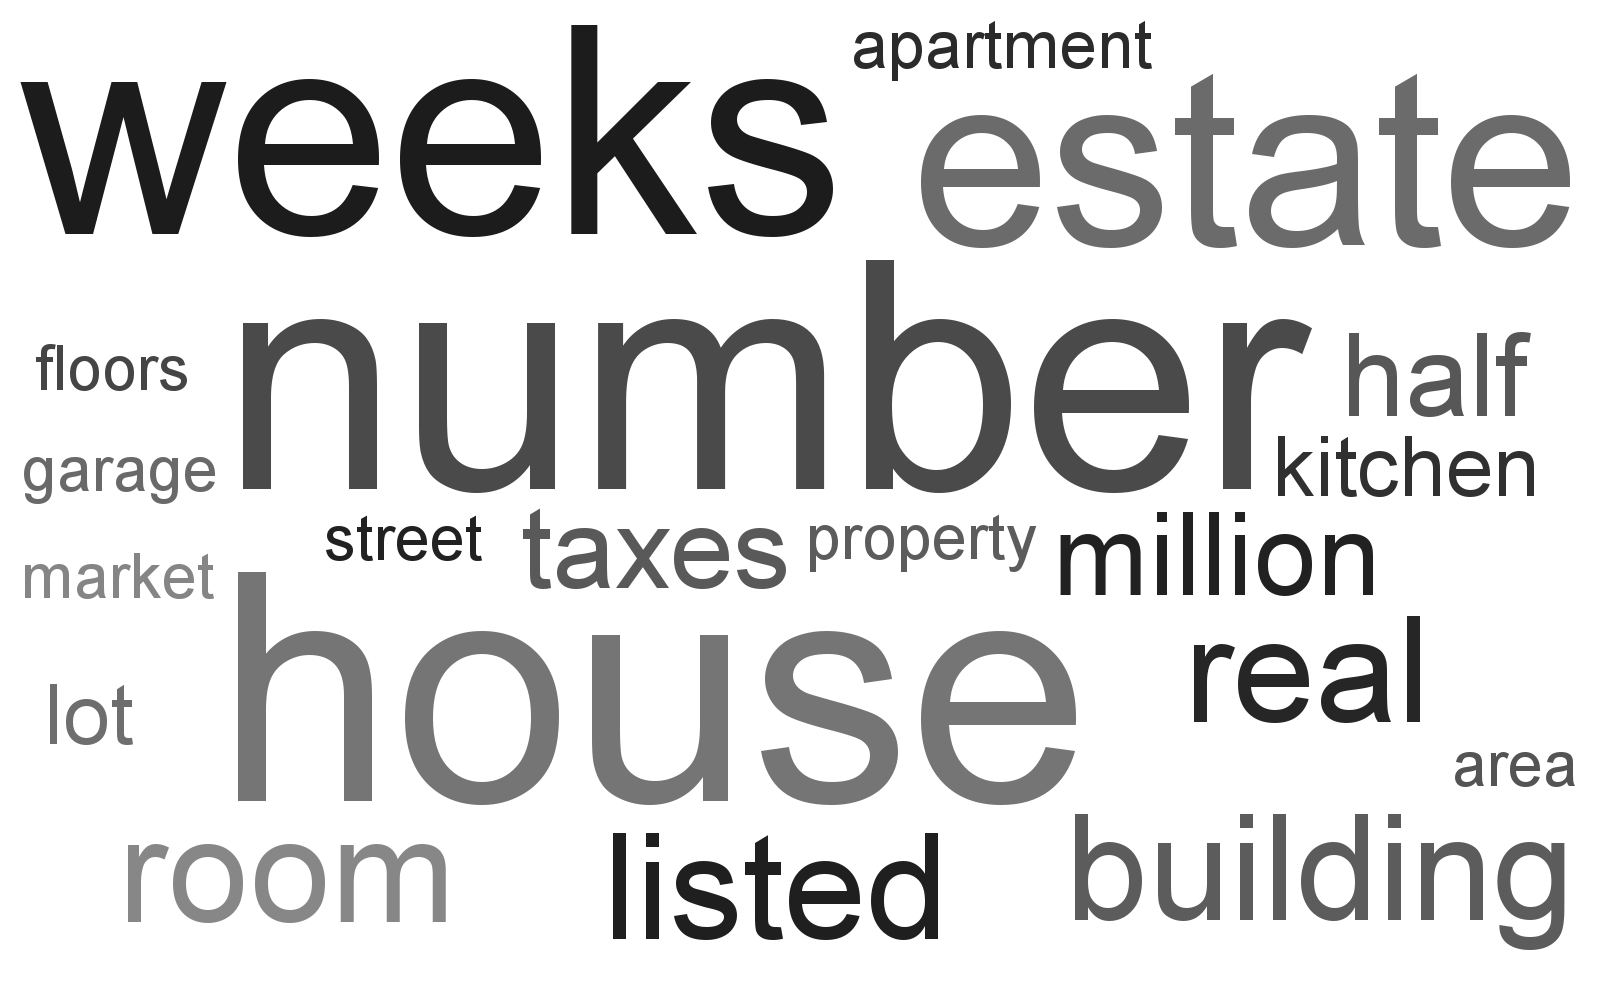 apartment
weeks estate
number
floors half
garage kitchen
street taxes property million
market
house
real
lot
area
room listed building